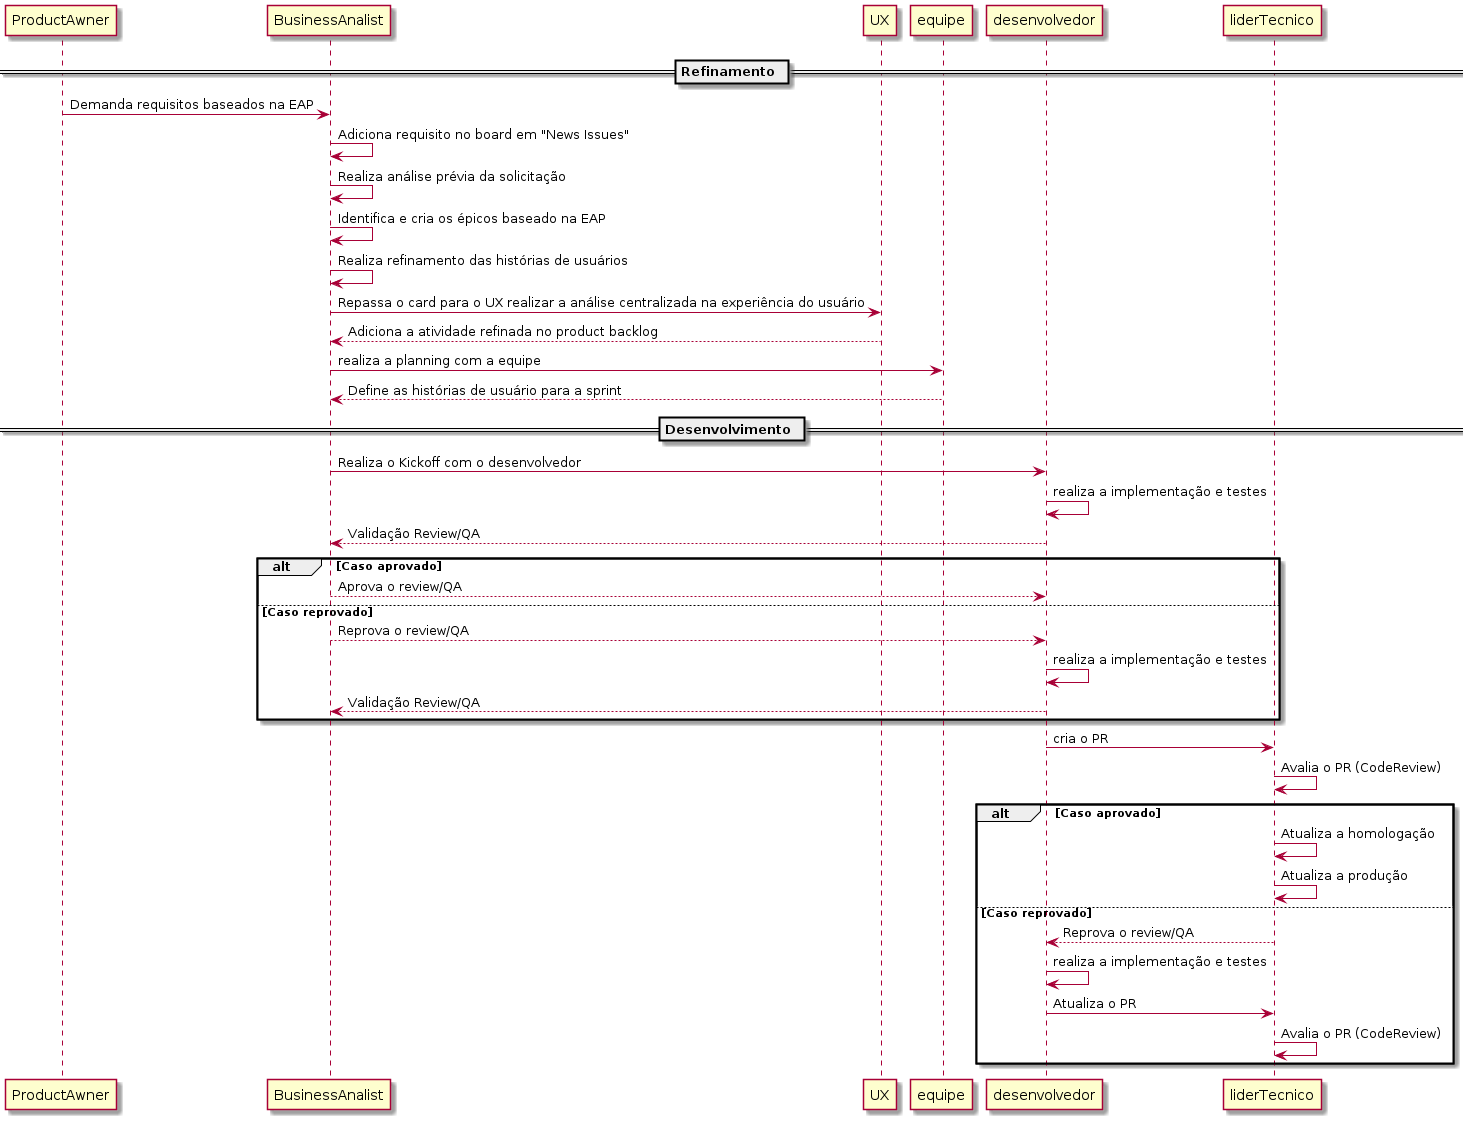 ProductAwner
BusinessAnalist
UX
equipe
desenvolvedor
liderTecnico
Refinamento
Demanda requisitos baseados na EAP
Adiciona requisito no board em "News Issues"
Realiza análise prévia da solicitação
Identifica e cria os épicos baseado na EAP
Realiza refinamento das histórias de usuários
Repassa o card para o UX realizar a análise centralizada na experiência do usuário
Adiciona a atividade refinada no product backlog
realiza a planning com a equipe
Define as histórias de usuário para a sprint
Desenvolvimento
Realiza o Kickoff com o desenvolvedor
realiza a implementação e testes
Validação Review/QA
alt
[Caso aprovado]
Aprova o review/QA
[Caso reprovado]
Reprova o review/QA
realiza a implementação e testes
Validação Review/QA
cria o PR
Avalia o PR (CodeReview)
alt
[Caso aprovado]
Atualiza a homologação
Atualiza a produção
[Caso reprovado]
Reprova o review/QA
realiza a implementação e testes
Atualiza o PR
Avalia o PR (CodeReview)
ProductAwner
BusinessAnalist
UX
equipe
desenvolvedor
liderTecnico